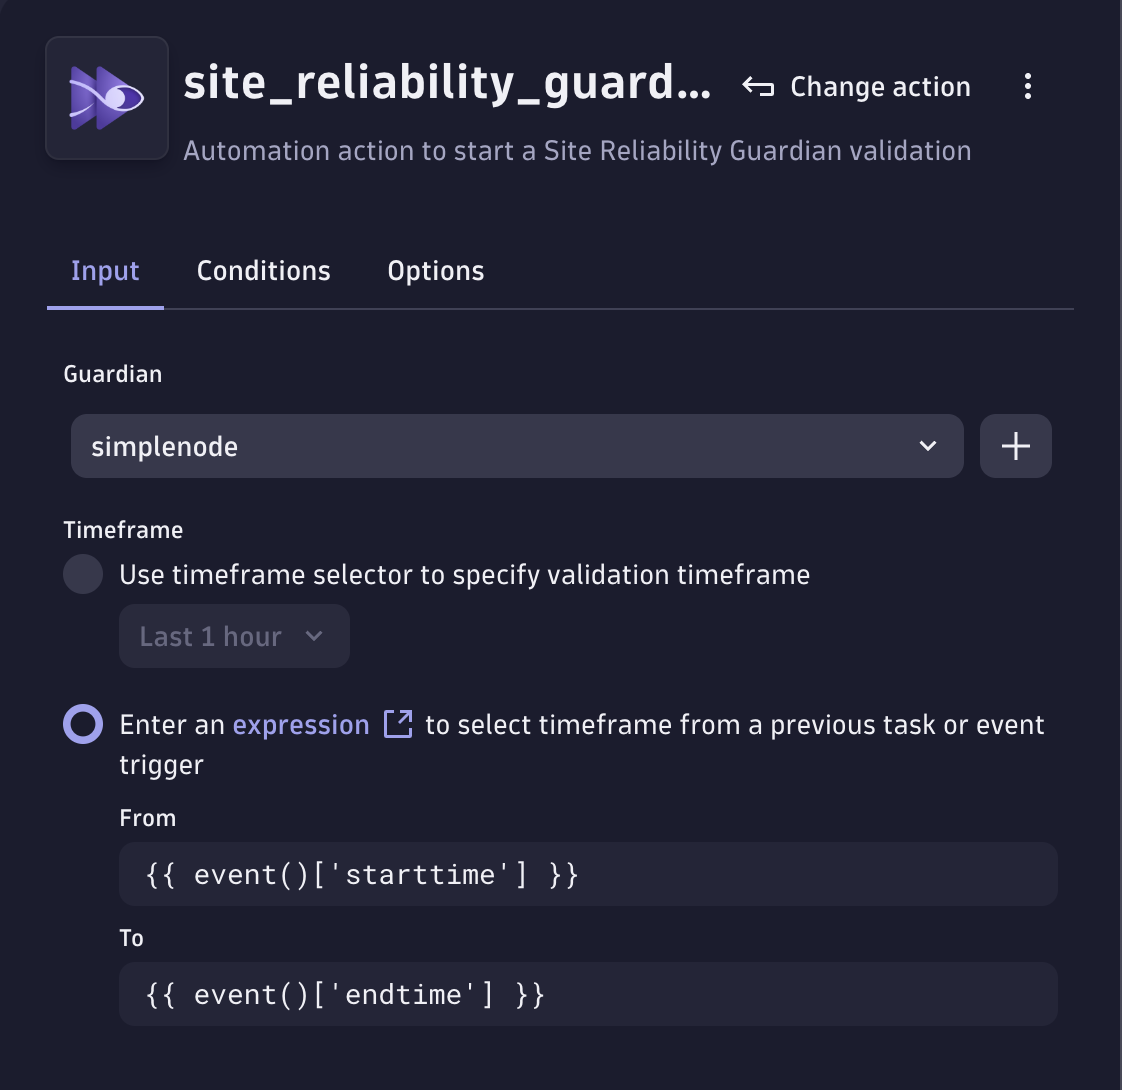 site_reliability_guard...
Change action
Automation action to start a Site Reliability Guardian validation
Input
Conditions
Options
Guardian
simplenode
Timeframe
Use timeframe selector to specify validation timeframe
Last 1 hour
Enter an expression to select timeframe from a previous task or event
trigger
From
{{ event()['starttime'] }}
To
{{ event()['endtime'] }}